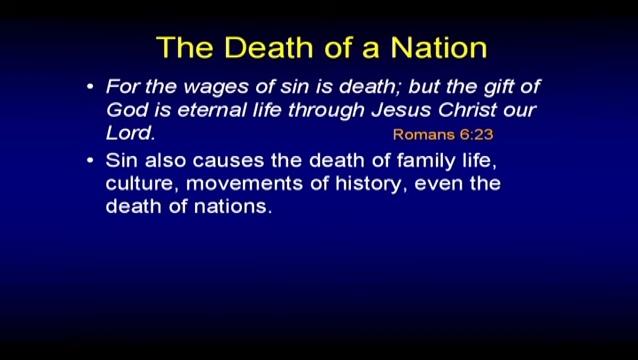 The Death of a Nation
• For the wages of sin is death; but the gift of
God is eternal life through Jesus Christ our
Lord. Romans 6:23
• Sin also causes the death of family life,
culture, movements of history, even the
death of nations.